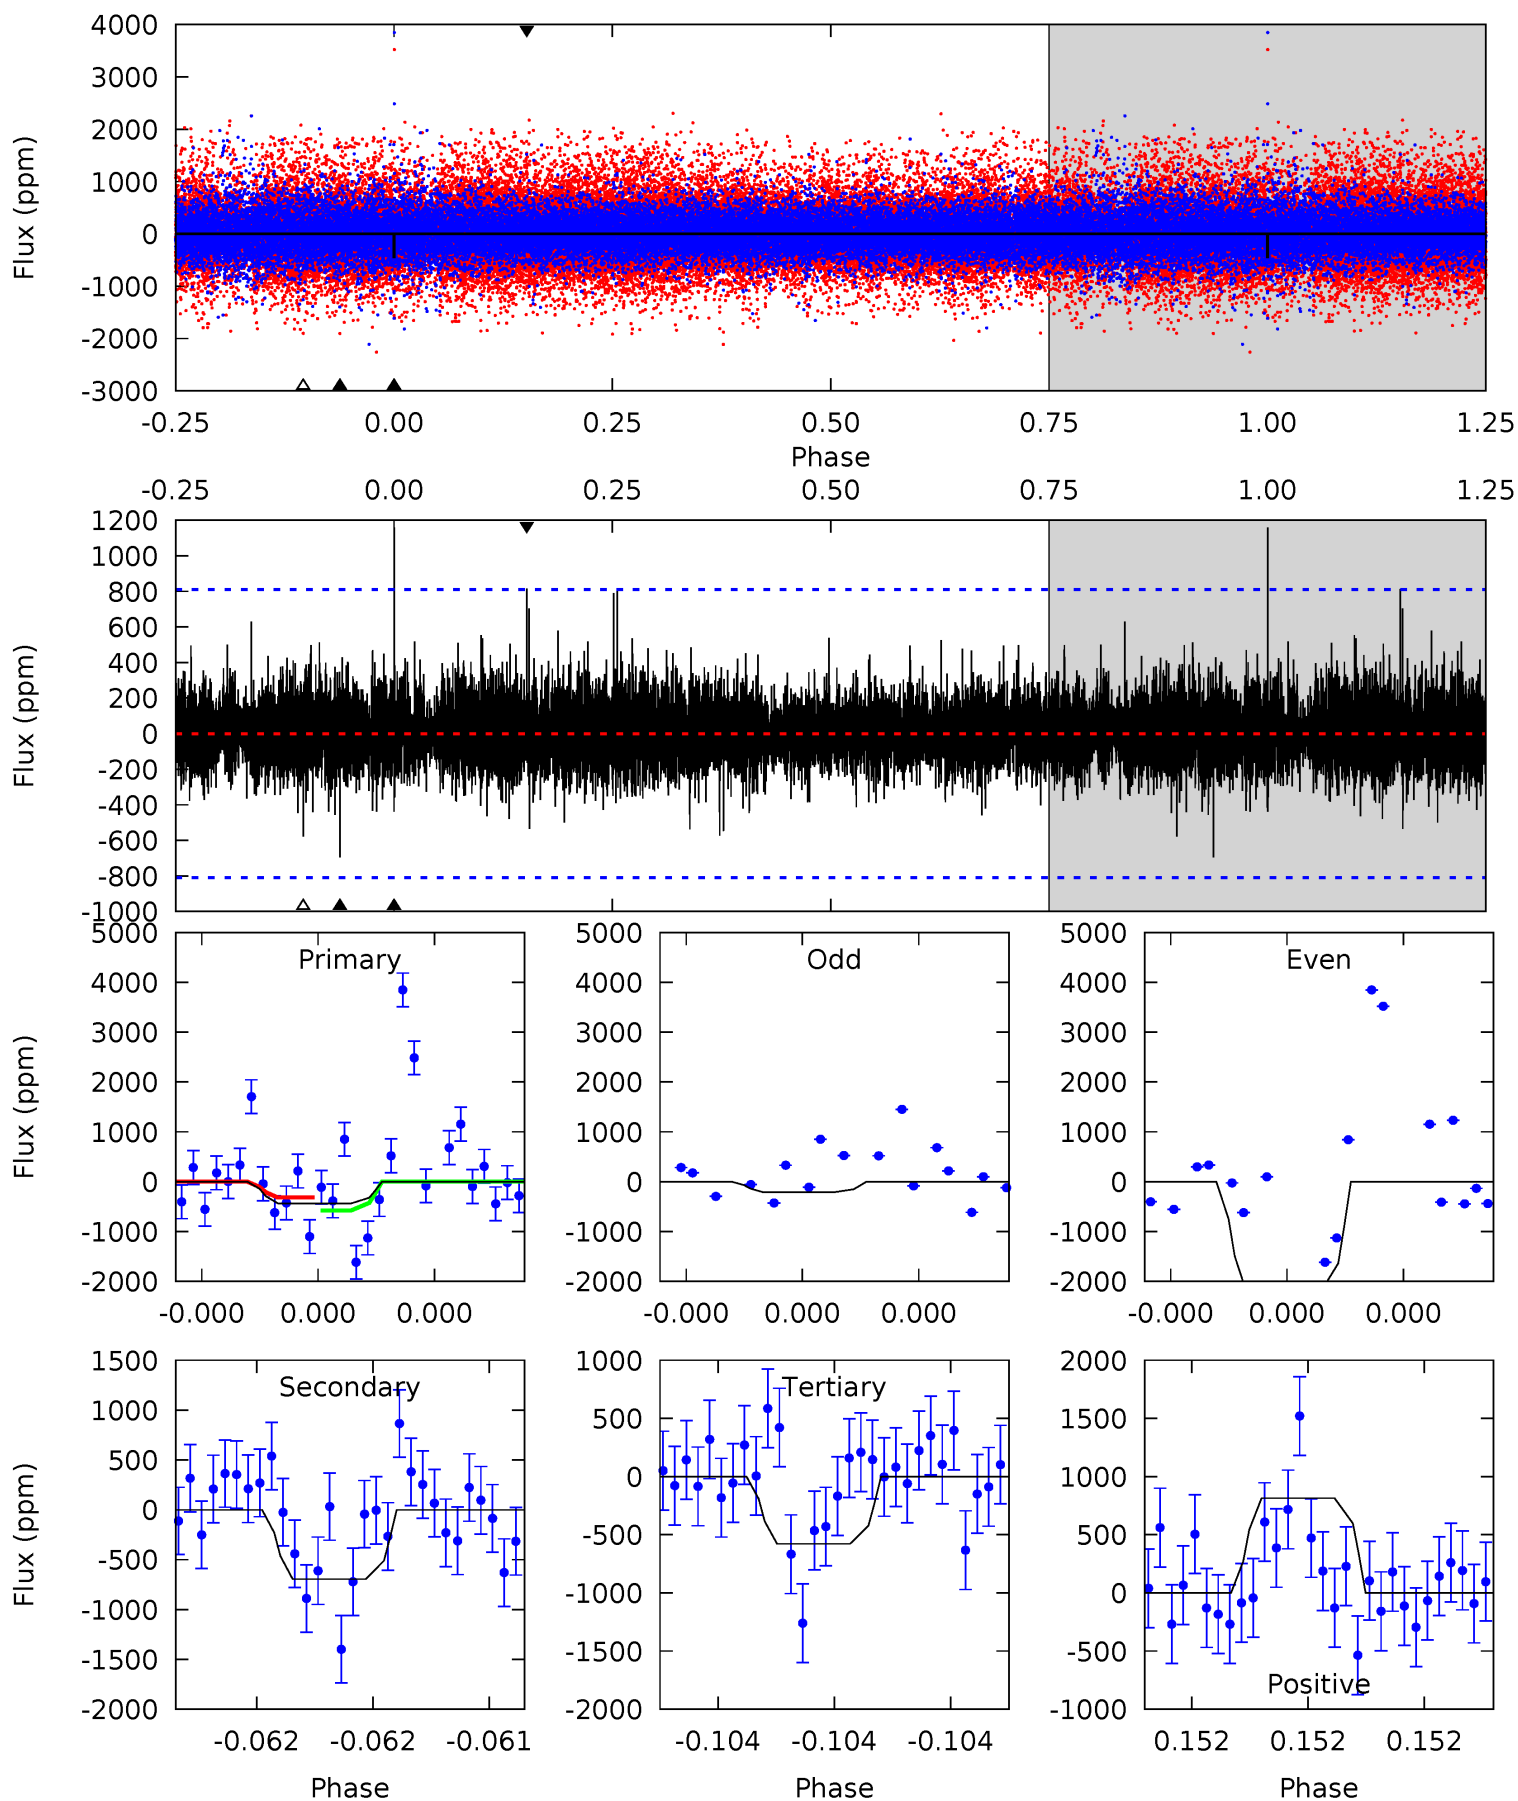 4000
3000
2000
1000
0
-1000
-2000
-3000
Flux (ppm)
-0.25 0.00 0.25 0.50 0.75 1.00 1.25
Phase
-0.25 0.00 0.25 0.50 0.75 1.00 1.25
1200
1000
800
600
400
200
0
-200
-400
-600
-800
-1000
Flux (ppm)
Primary Odd Even
5000 5000 5000
4000 4000 4000
3000 3000 3000
2000 2000 2000
1000 1000 1000
0 0 0
-1000 -1000 -1000
-2000 -2000 -2000
Flux (ppm)
-0.000 0.000 0.000 -0.000 0.000 0.000 -0.000 0.000 0.000
Secondary Tertiary
1500 1000 2000
1000 500 1500
500 0 1000
0 -500 500
-500 -1000 0
-1000 -1500 -500
-1500 -2000 -1000
-2000
Positive
Flux (ppm)
-0.062 -0.062 -0.061 -0.104 -0.104 -0.104 0.152 0.152 0.152
Phase Phase Phase